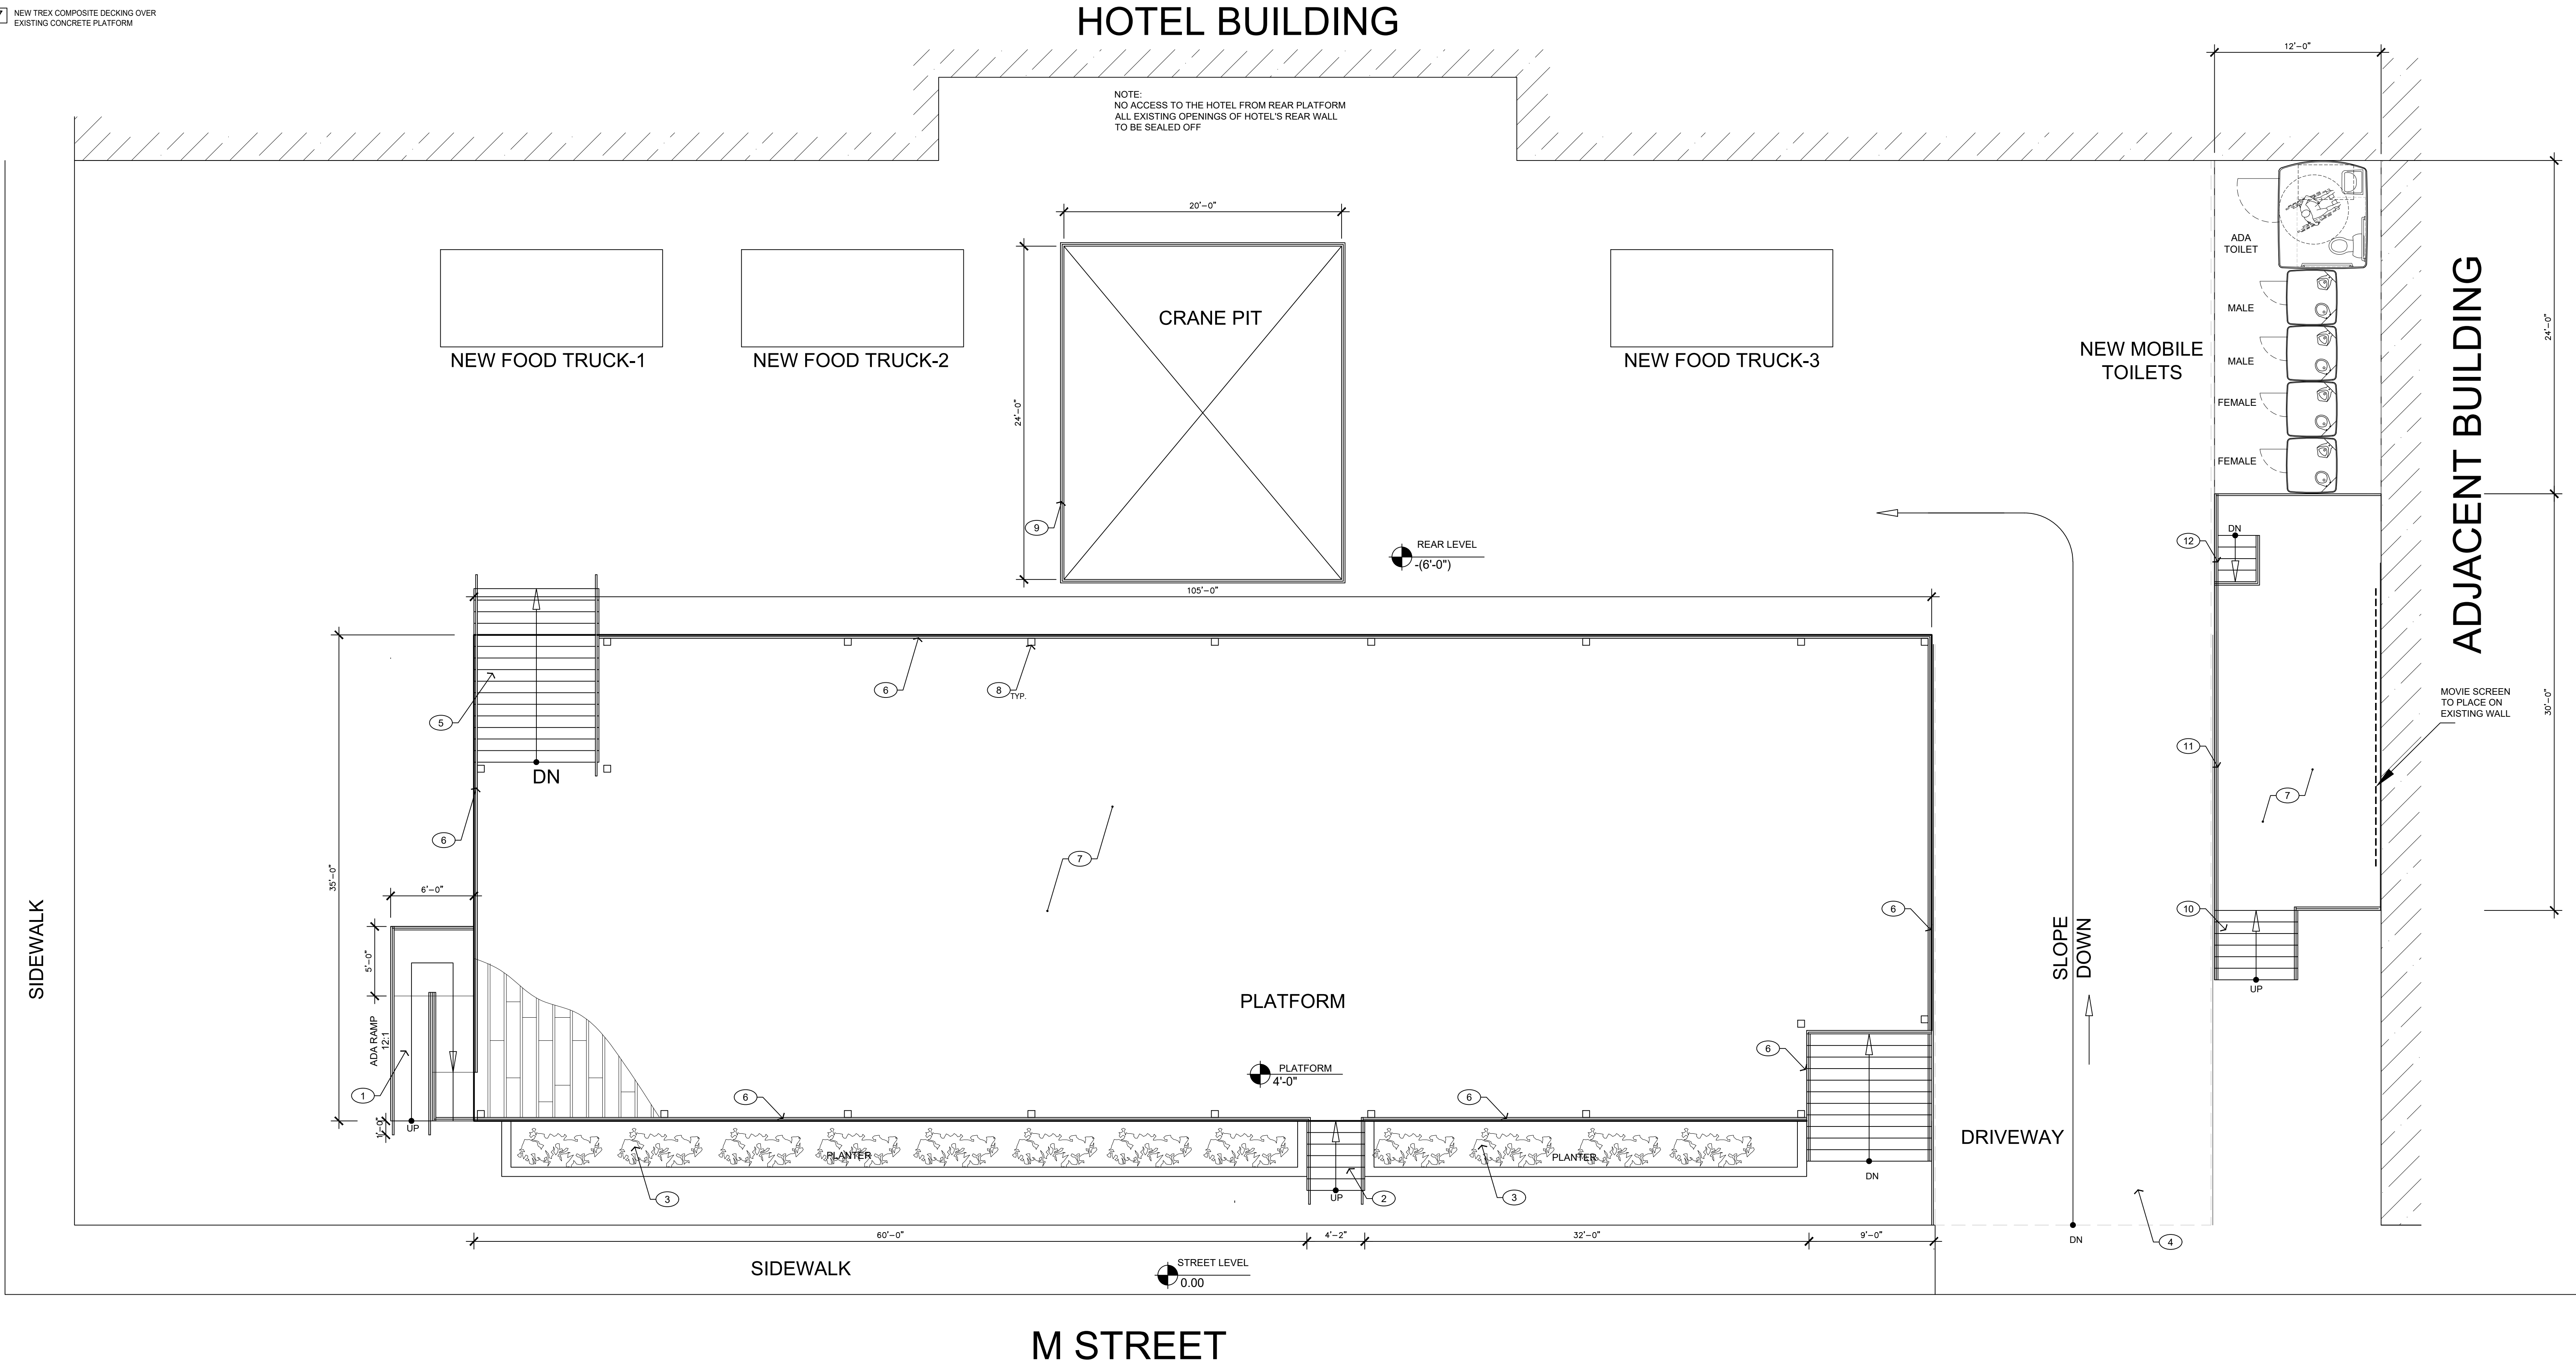 7 NEW TREX COMPOSITE DECKING OVER
EXISTING CONCRETE PLATFORM
HOTEL BUILDING
12'-0"
NOTE:
NO ACCESS TO THE HOTEL FROM REAR PLATFORM
ALL EXISTING OPENINGS OF HOTEL'S REAR WALL
TO BE SEALED OFF
20'-0"
24'-0"
CRANE PIT
NEW FOOD TRUCK-1
NEW FOOD TRUCK-2
NEW FOOD TRUCK-3
NEW MOBILE
TOILETS
ADA
TOILET
MALE
MALE
FEMALE
FEMALE
24'-0"
ADJACENT BUILDING
9
REAR LEVEL
-(6'-0")
12
DN
105'-0"
5
6
8
TYP.
DN
MOVIE SCREEN
TO PLACE ON
EXISTING WALL
30'-0"
11
7
6
7
35'-0"
6'-0"
6
10
UP
SIDEWALK
5'-0"
ADA RAMP
12:1
1
1'-0"
UP
PLATFORM
SLOPE
DOWN
PLATFORM
4'-0"
6
6
6
PLANTER
PLANTER
DRIVEWAY
3
UP
2
3
DN
60'-0"
4'-2"
32'-0"
9'-0"
DN
4
SIDEWALK
STREET LEVEL
0.00
M STREET